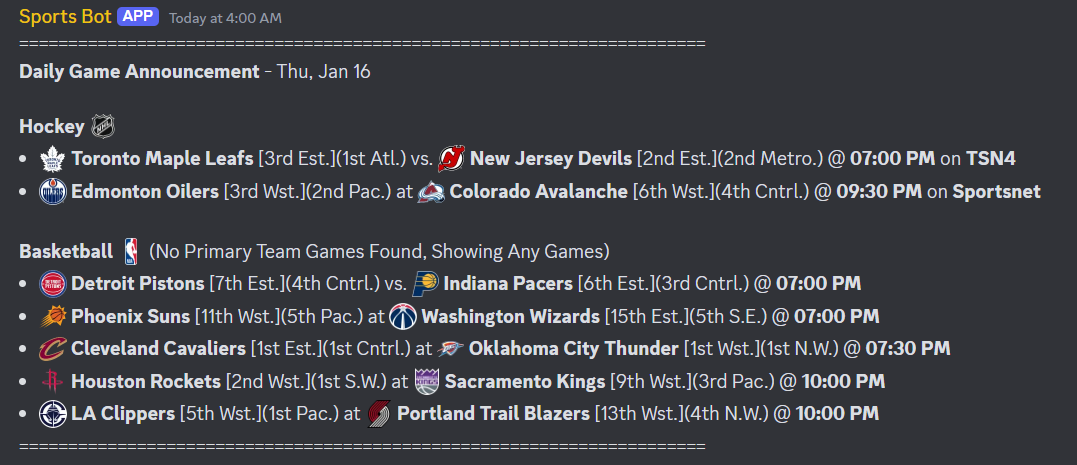 Sports Bot APP Today at 4:00 AM
======================================================================
Daily Game Announcement - Thu, Jan 16
Hockey
• Toronto Maple Leafs [3rd Est.](1st Atl.) vs. New Jersey Devils [2nd Est.](2nd Metro.) @ 07:00 PM on TSN4
• Edmonton Oilers [3rd Wst.](2nd Pac.) at Colorado Avalanche [6th Wst.](4th Cntrl.) @ 09:30 PM on Sportsnet
Basketball (No Primary Team Games Found, Showing Any Games)
• Detroit Pistons [7th Est.](4th Cntrl.) vs. Indiana Pacers [6th Est.](3rd Cntrl.) @ 07:00 PM
• Phoenix Suns [11th Wst.](5th Pac.) at Washington Wizards [15th Est.](5th S.E.) @ 07:00 PM
• Cleveland Cavaliers [1st Est.](1st Cntrl.) at Oklahoma City Thunder [1st Wst.](1st N.W.) @ 07:30 PM
• Houston Rockets [2nd Wst.](1st S.W.) at Sacramento Kings [9th Wst.](3rd Pac.) @ 10:00 PM
• LA Clippers [5th Wst.](1st Pac.) at Portland Trail Blazers [13th Wst.](4th N.W.) @ 10:00 PM
======================================================================